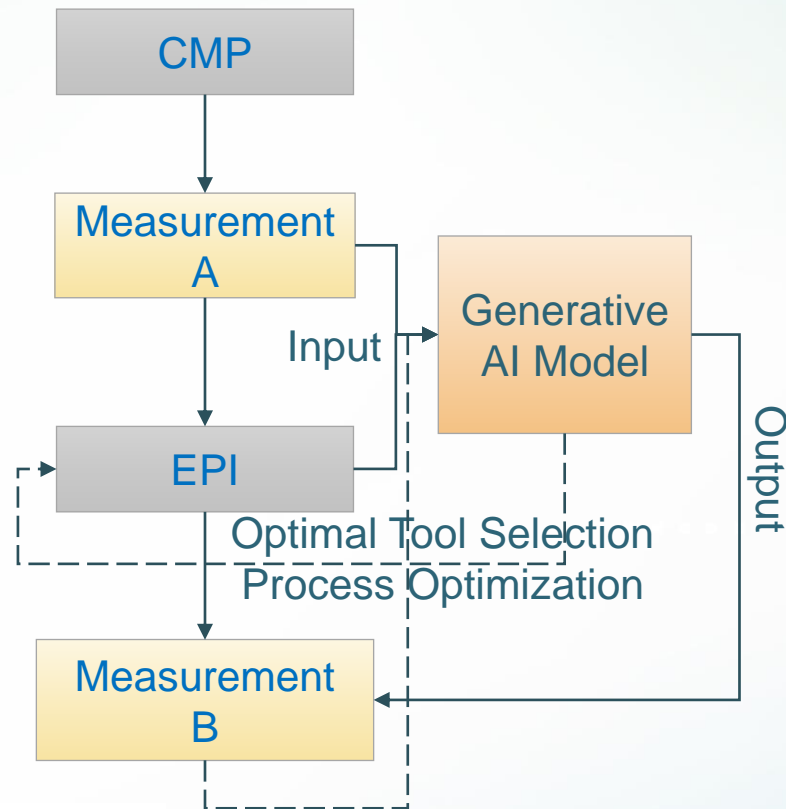 CMP
Measurement
A
Input
Generative
AI Model
EPI
Output
Optimal Tool Selection
Process Optimization
Measurement
B